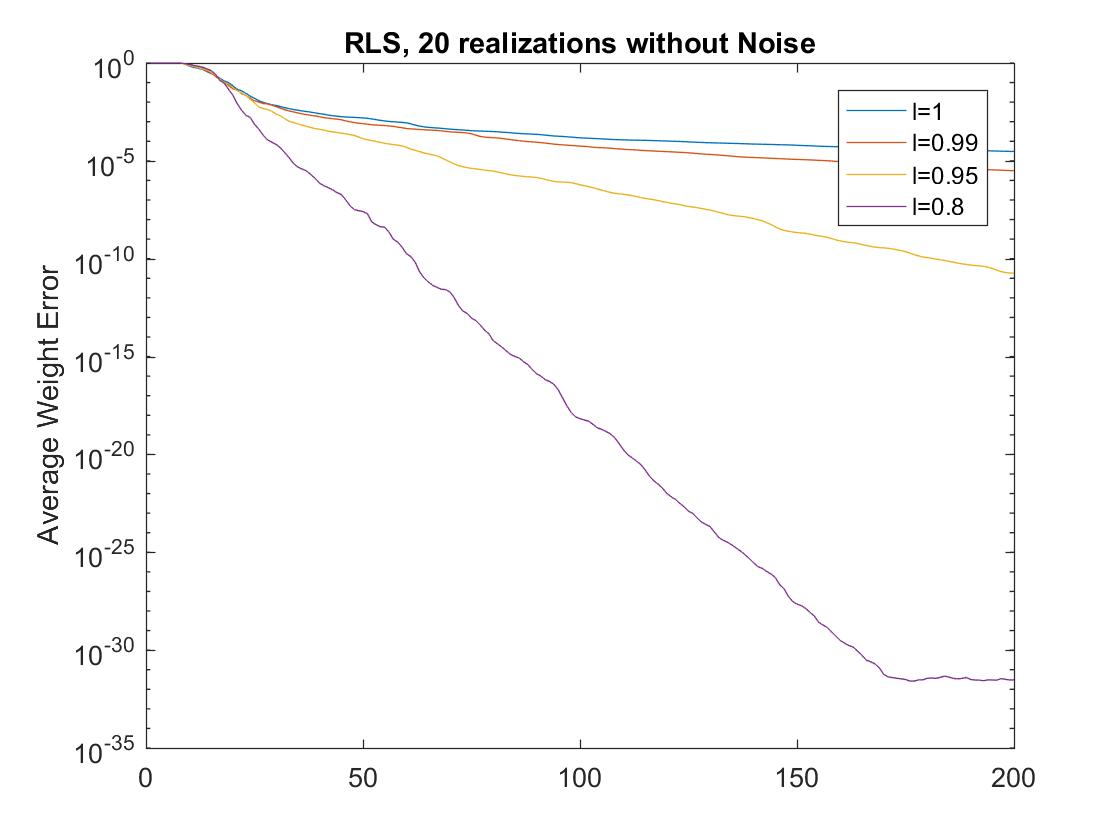 RLS, 20 realizations without Noise
10^0
10^-5
10^-10
10^-15
10^-20
10^-25
10^-30
10^-35
Average Weight Error
l=1
l=0.99
l=0.95
l=0.8
0 50 100 150 200